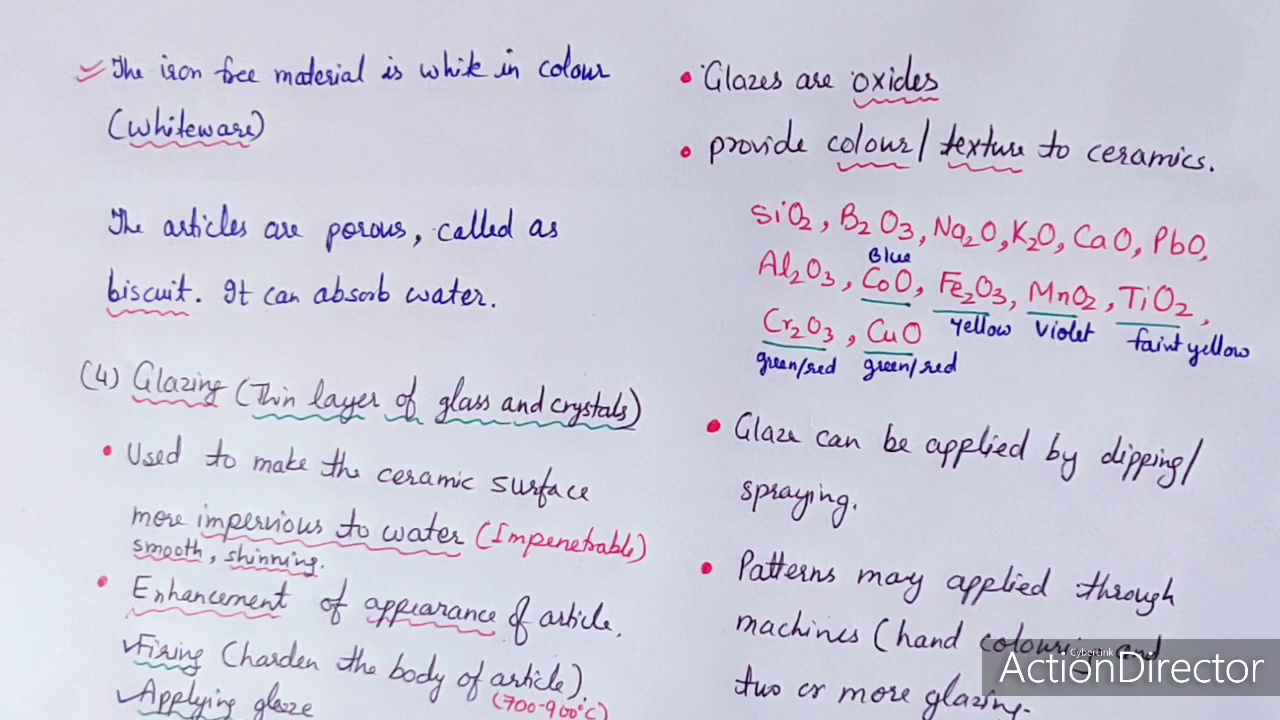 The iron free material is white in colour
(whiteware)
The articles are porous, called as
biscuit. It can absorb water.
(4) Glazing (Thin layer of glass and crystals)
• Used to make the ceramic surface
more impervious to water (Impenetrable)
smooth, shinning.
• Enhancement of appearance of article.
✓Firing (harden the body of article).
(700-900°C)
✓Applying glaze
• Glazes are oxides
• provide colour/texture to ceramics.
SiO2, B2O3, Na2O, K2O, CaO, PbO,
Blue
Al2O3, CoO, Fe2O3, MnO2, TiO2,
Yellow Violet faint yellow
Cr2O3, CuO
green/red green/red
• Glaze can be applied by dipping/
spraying.
• Patterns may applied through
machines (hand colouring and
two or more glazing.
CyberLink
ActionDirector